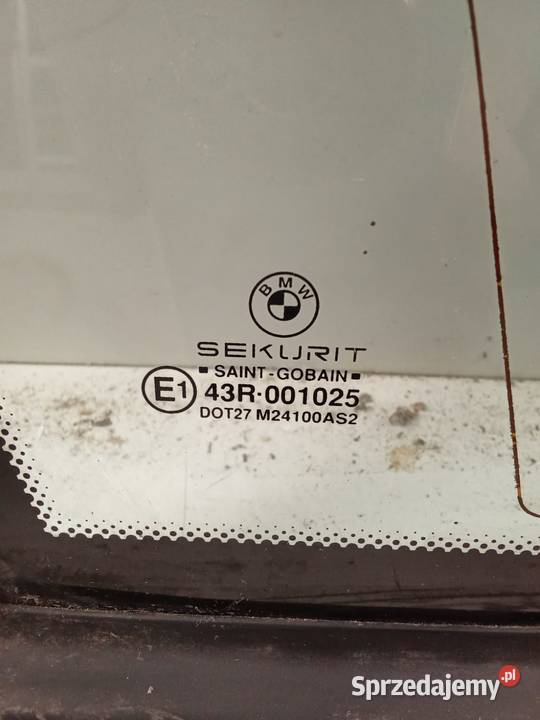 BMW
SEKURIT
SAINT-GOBAIN
E1 43R·001025
DOT27 M24100AS2
Sprzedajemy.pl